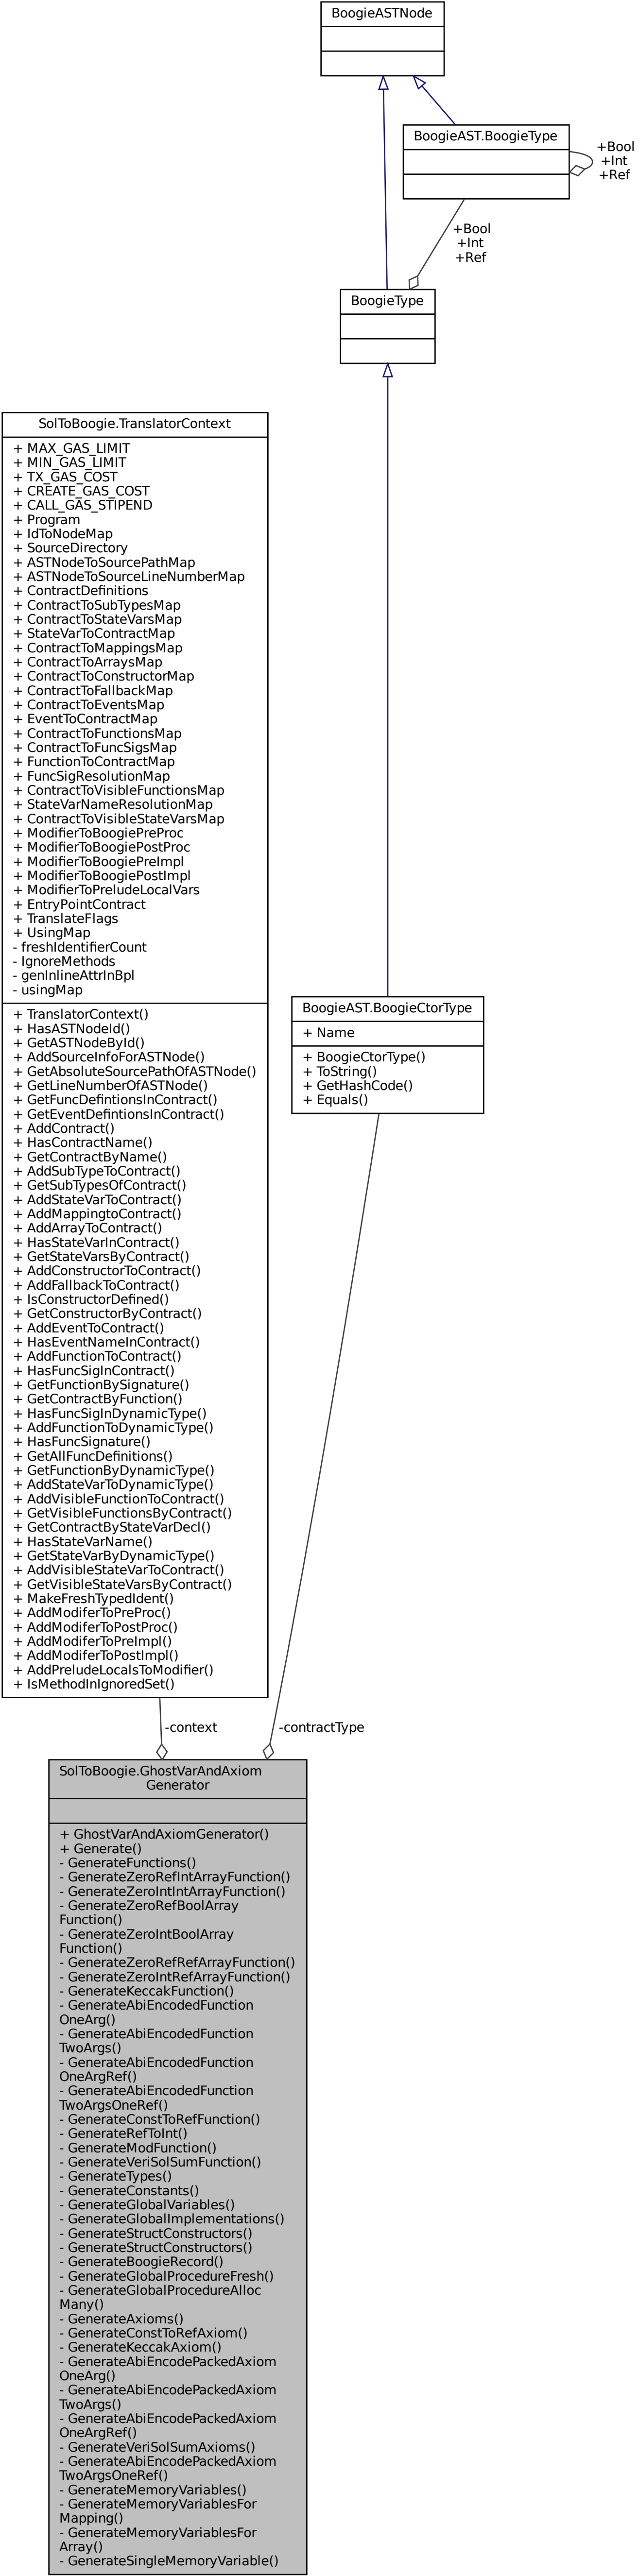 BoogieASTNode
BoogieAST.BoogieType
+Bool
+Int
+Ref
+Bool
+Int
+Ref
BoogieType
SolToBoogie.TranslatorContext
+ MAX_GAS_LIMIT
+ MIN_GAS_LIMIT
+ TX_GAS_COST
+ CREATE_GAS_COST
+ CALL_GAS_STIPEND
+ Program
+ IdToNodeMap
+ SourceDirectory
+ ASTNodeToSourcePathMap
+ ASTNodeToSourceLineNumberMap
+ ContractDefinitions
+ ContractToSubTypesMap
+ ContractToStateVarsMap
+ StateVarToContractMap
+ ContractToMappingsMap
+ ContractToArraysMap
+ ContractToConstructorMap
+ ContractToFallbackMap
+ ContractToEventsMap
+ EventToContractMap
+ ContractToFunctionsMap
+ ContractToFuncSigsMap
+ FunctionToContractMap
+ FuncSigResolutionMap
+ ContractToVisibleFunctionsMap
+ StateVarNameResolutionMap
+ ContractToVisibleStateVarsMap
+ ModifierToBoogiePreProc
+ ModifierToBoogiePostProc
+ ModifierToBoogiePreImpl
+ ModifierToBoogiePostImpl
+ ModifierToPreludeLocalVars
+ EntryPointContract
+ TranslateFlags
+ UsingMap
- freshIdentifierCount
- IgnoreMethods
- genInlineAttrInBpl
- usingMap
+ TranslatorContext()
+ HasASTNodeId()
+ GetASTNodeById()
+ AddSourceInfoForASTNode()
+ GetAbsoluteSourcePathOfASTNode()
+ GetLineNumberOfASTNode()
+ GetFuncDefintionsInContract()
+ GetEventDefintionsInContract()
+ AddContract()
+ HasContractName()
+ GetContractByName()
+ AddSubTypeToContract()
+ GetSubTypesOfContract()
+ AddStateVarToContract()
+ AddMappingtoContract()
+ AddArrayToContract()
+ HasStateVarInContract()
+ GetStateVarsByContract()
+ AddConstructorToContract()
+ AddFallbackToContract()
+ IsConstructorDefined()
+ GetConstructorByContract()
+ AddEventToContract()
+ HasEventNameInContract()
+ AddFunctionToContract()
+ HasFuncSigInContract()
+ GetFunctionBySignature()
+ GetContractByFunction()
+ HasFuncSigInDynamicType()
+ AddFunctionToDynamicType()
+ HasFuncSignature()
+ GetAllFuncDefinitions()
+ GetFunctionByDynamicType()
+ AddStateVarToDynamicType()
+ AddVisibleFunctionToContract()
+ GetVisibleFunctionsByContract()
+ GetContractByStateVarDecl()
+ HasStateVarName()
+ GetStateVarByDynamicType()
+ AddVisibleStateVarToContract()
+ GetVisibleStateVarsByContract()
+ MakeFreshTypedIdent()
+ AddModiferToPreProc()
+ AddModiferToPostProc()
+ AddModiferToPreImpl()
+ AddModiferToPostImpl()
+ AddPreludeLocalsToModifier()
+ IsMethodInIgnoredSet()
BoogieAST.BoogieCtorType
+ Name
+ BoogieCtorType()
+ ToString()
+ GetHashCode()
+ Equals()
-context
-contractType
SolToBoogie.GhostVarAndAxiom
Generator
+ GhostVarAndAxiomGenerator()
+ Generate()
- GenerateFunctions()
- GenerateZeroRefIntArrayFunction()
- GenerateZeroIntIntArrayFunction()
- GenerateZeroRefBoolArray
Function()
- GenerateZeroIntBoolArray
Function()
- GenerateZeroRefRefArrayFunction()
- GenerateZeroIntRefArrayFunction()
- GenerateKeccakFunction()
- GenerateAbiEncodedFunction
OneArg()
- GenerateAbiEncodedFunction
TwoArgs()
- GenerateAbiEncodedFunction
OneArgRef()
- GenerateAbiEncodedFunction
TwoArgsOneRef()
- GenerateConstToRefFunction()
- GenerateRefToInt()
- GenerateModFunction()
- GenerateVeriSolSumFunction()
- GenerateTypes()
- GenerateConstants()
- GenerateGlobalVariables()
- GenerateGlobalImplementations()
- GenerateStructConstructors()
- GenerateStructConstructors()
- GenerateBoogieRecord()
- GenerateGlobalProcedureFresh()
- GenerateGlobalProcedureAlloc
Many()
- GenerateAxioms()
- GenerateConstToRefAxiom()
- GenerateKeccakAxiom()
- GenerateAbiEncodePackedAxiom
OneArg()
- GenerateAbiEncodePackedAxiom
TwoArgs()
- GenerateAbiEncodePackedAxiom
OneArgRef()
- GenerateVeriSolSumAxioms()
- GenerateAbiEncodePackedAxiom
TwoArgsOneRef()
- GenerateMemoryVariables()
- GenerateMemoryVariablesFor
Mapping()
- GenerateMemoryVariablesFor
Array()
- GenerateSingleMemoryVariable()